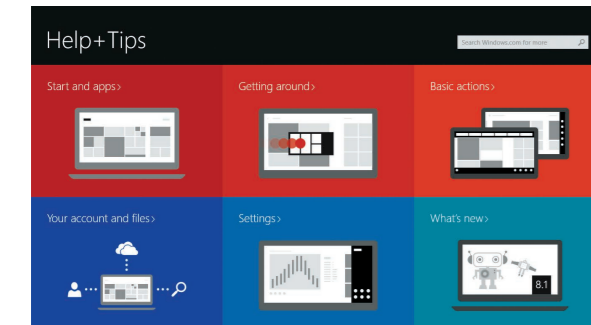 Help+Tips
Search Windows.com for more
Start and apps>
Getting around>
Basic actions>
Your account and files>
Settings>
What's new>
8.1